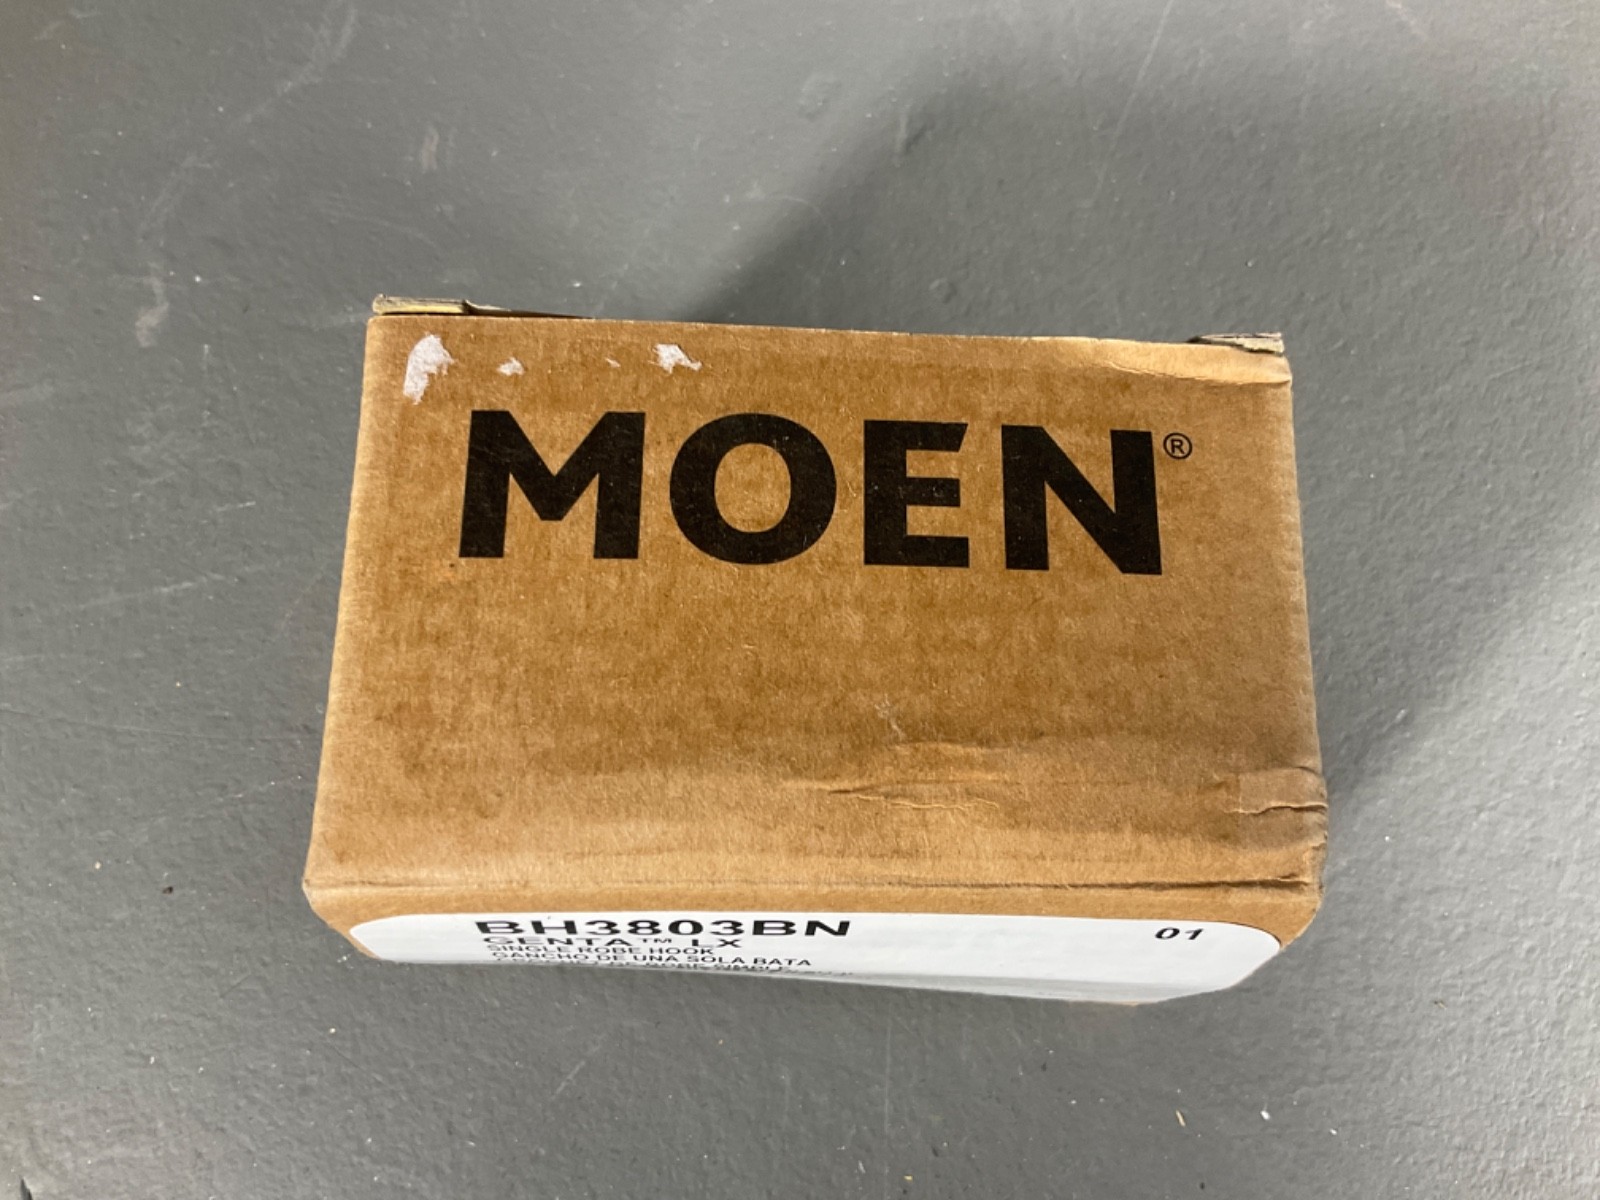 MOEN®
BH3803BN 01
GENTA™ LX
SINGLE ROBE HOOK
GANCHO DE UNA SOLA BATA